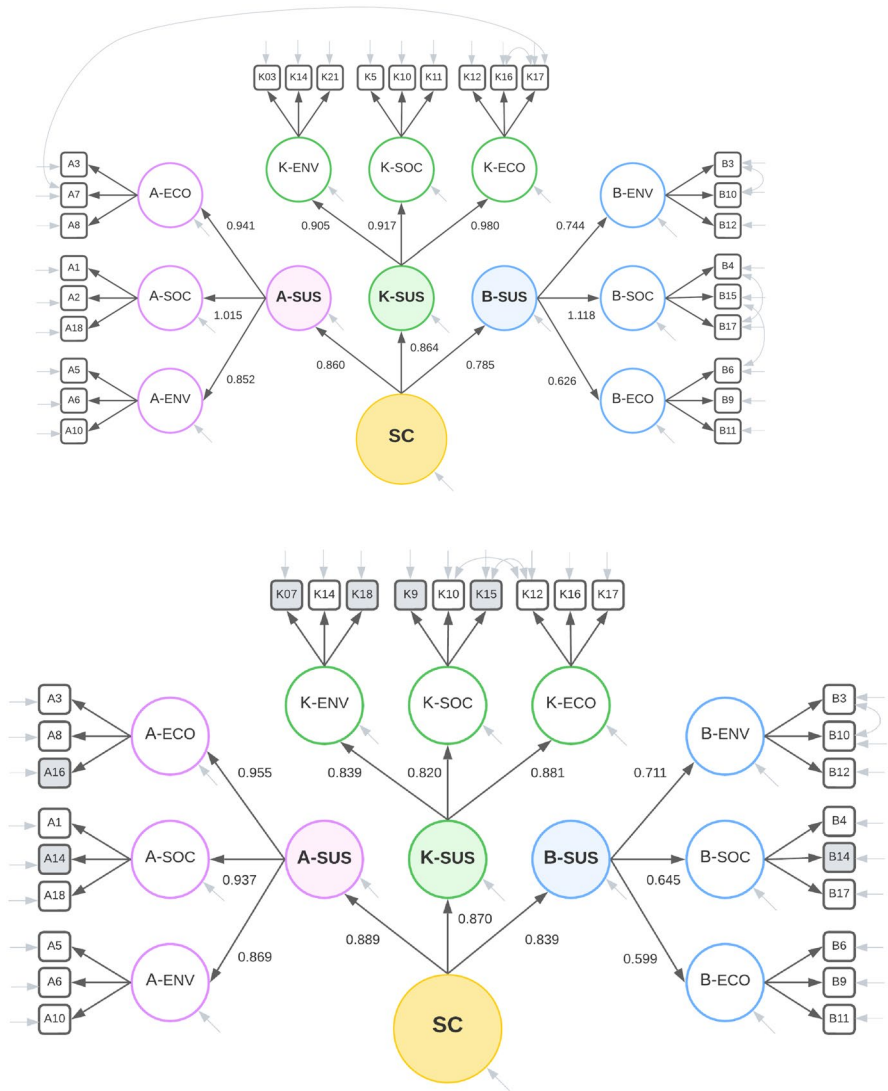 K03 K14 K21 K5 K10 K11 K12 K16 K17
A3 A-ECO K-ENV K-SOC K-ECO B-ENV B3
A7 B10
A8 B12
0.941 0.905 0.917 0.980 0.744
A1 B4
A2 A-SOC A-SUS K-SUS B-SUS B-SOC B15
A18 1.015 1.118 B17
0.864
A5 0.852 0.860 0.785 0.626 B6
A6 A-ENV B-ECO B9
A10 B11
SC
K07 K14 K18 K9 K10 K15 K12 K16 K17
A3 K-ENV K-SOC K-ECO B3
A8 A-ECO B-ENV B10
A16 0.955 0.839 0.820 0.881 0.711 B12
A1 B4
A14 A-SOC A-SUS K-SUS B-SUS B-SOC B14
A18 0.937 0.645 B17
0.870
A5 0.869 0.889 0.839 0.599 B6
A6 A-ENV B-ECO B9
A10 B11
SC